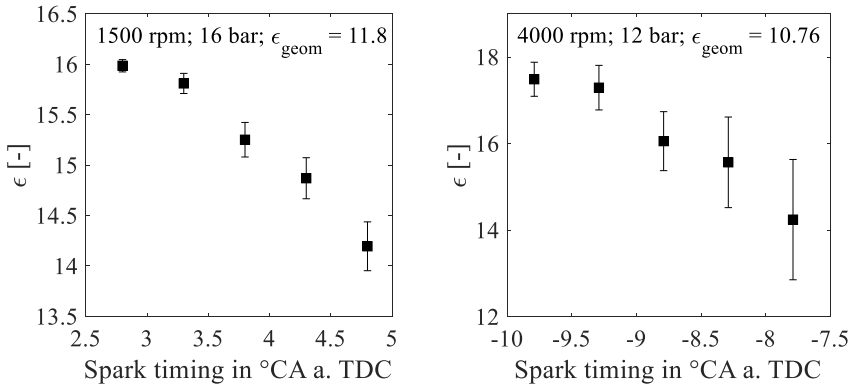 1500 rpm; 16 bar; ϵgeom = 11.8
16.5
16
15.5
15
14.5
14
13.5
ϵ [-]
2.5 3 3.5 4 4.5 5
Spark timing in °CA a. TDC
4000 rpm; 12 bar; ϵgeom = 10.76
18
16
14
12
ϵ [-]
-10 -9.5 -9 -8.5 -8 -7.5
Spark timing in °CA a. TDC